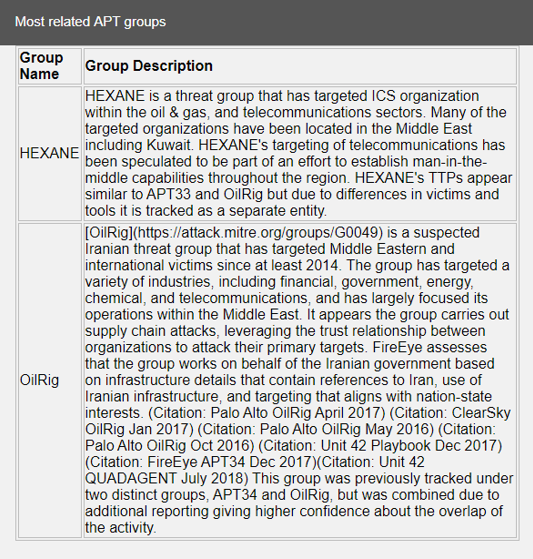 Most related APT groups
Group Name
Group Description
HEXANE
HEXANE is a threat group that has targeted ICS organization
within the oil & gas, and telecommunications sectors. Many of the
targeted organizations have been located in the Middle East
including Kuwait. HEXANE's targeting of telecommunications has
been speculated to be part of an effort to establish man-in-the-
middle capabilities throughout the region. HEXANE's TTPs appear
similar to APT33 and OilRig but due to differences in victims and
tools it is tracked as a separate entity.
OilRig
[OilRig](https://attack.mitre.org/groups/G0049) is a suspected
Iranian threat group that has targeted Middle Eastern and
international victims since at least 2014. The group has targeted a
variety of industries, including financial, government, energy,
chemical, and telecommunications, and has largely focused its
operations within the Middle East. It appears the group carries out
supply chain attacks, leveraging the trust relationship between
organizations to attack their primary targets. FireEye assesses
that the group works on behalf of the Iranian government based
on infrastructure details that contain references to Iran, use of
Iranian infrastructure, and targeting that aligns with nation-state
interests. (Citation: Palo Alto OilRig April 2017) (Citation: ClearSky
OilRig Jan 2017) (Citation: Palo Alto OilRig May 2016) (Citation:
Palo Alto OilRig Oct 2016) (Citation: Unit 42 Playbook Dec 2017)
(Citation: FireEye APT34 Dec 2017)(Citation: Unit 42
QUADAGENT July 2018) This group was previously tracked under
two distinct groups, APT34 and OilRig, but was combined due to
additional reporting giving higher confidence about the overlap of
the activity.